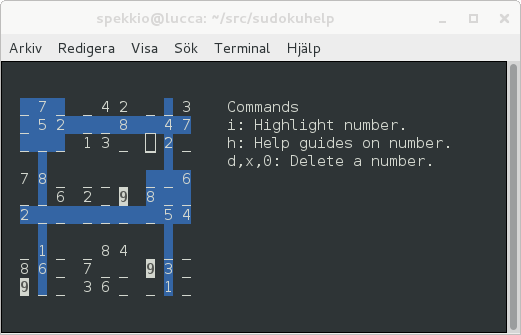 spekkio@lucca: ~/src/sudokuhelp
Arkiv Redigera Visa Sök Terminal Hjälp
_ 7 _ _ 4 2 _ _ 3 Commands
_ 5 2 _ _ 8 _ 4 7 i: Highlight number.
_ _ _ 1 3 _ _ 2 _ h: Help guides on number.
d,x,0: Delete a number.
7 8 _ _ _ _ _ _ 6
_ _ 6 2 _ 9 8 _ _
2 _ _ _ _ _ _ 5 4
_ 1 _ _ 8 4 _ _ _
8 6 _ 7 _ _ 9 3 _
9 _ _ 3 6 _ _ 1 _